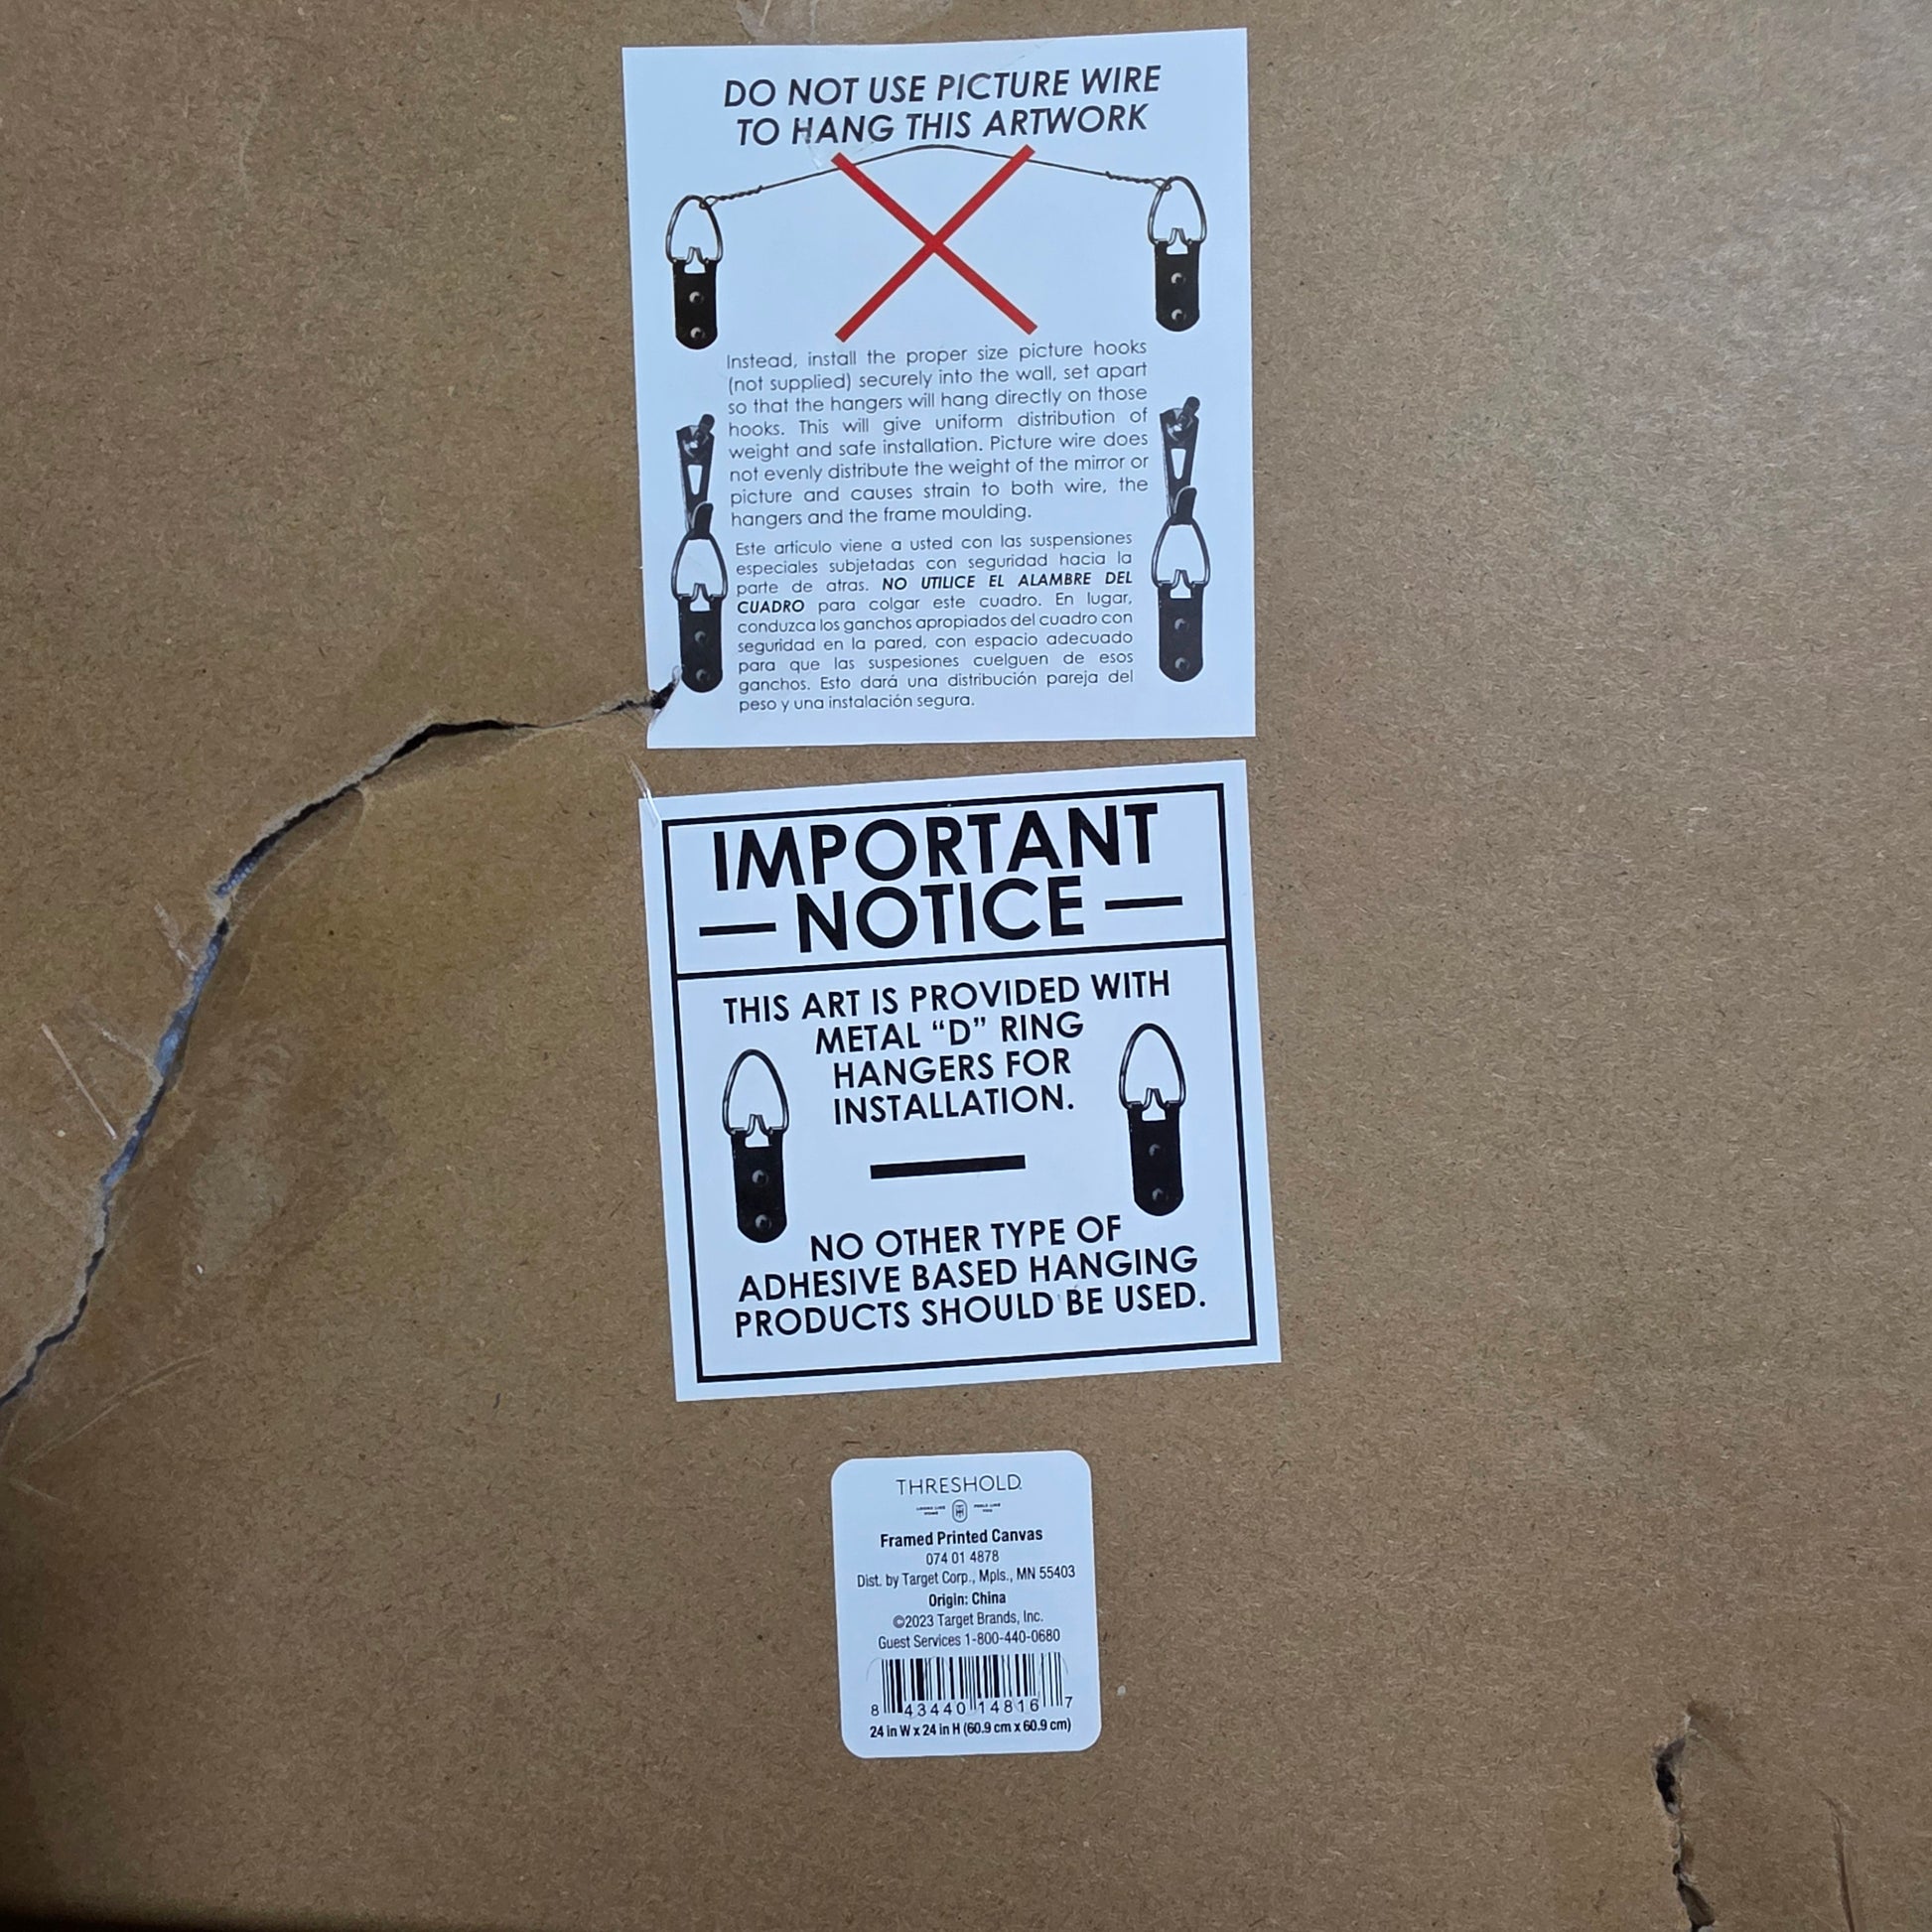 DO NOT USE PICTURE WIRE
TO HANG THIS ARTWORK
Instead, install the proper size picture hooks
(not supplied) securely into the wall, set apart
so that the hangers will hang directly on those
hooks. This will give uniform distribution of
weight and safe installation. Picture wire does
not evenly distribute the weight of the mirror or
picture and causes strain to both wire, the
hangers and the frame moulding.
Este articulo viene a usted con las suspensiones
especiales subjetadas con seguridad hacia la
parte de atras. NO UTILICE EL ALAMBRE DEL
CUADRO para colgar este cuadro. En lugar,
conduzca los ganchos apropiados del cuadro con
seguridad en la pared, con espacio adecuado
para que las suspesiones cuelguen de esos
ganchos. Esto dará una distribución pareja del
peso y una instalación segura.
IMPORTANT
— NOTICE —
THIS ART IS PROVIDED WITH
METAL “D” RING
HANGERS FOR
INSTALLATION.
NO OTHER TYPE OF
ADHESIVE BASED HANGING
PRODUCTS SHOULD BE USED.
THRESHOLD
LOOKS LIKE HOME FEELS LIKE YOU
Framed Printed Canvas
074 01 4878
Dist. by Target Corp., Mpls., MN 55403
Origin: China
©2023 Target Brands, Inc.
Guest Services 1-800-440-0680
8 43440 14816 7
24 in W x 24 in H (60.9 cm x 60.9 cm)